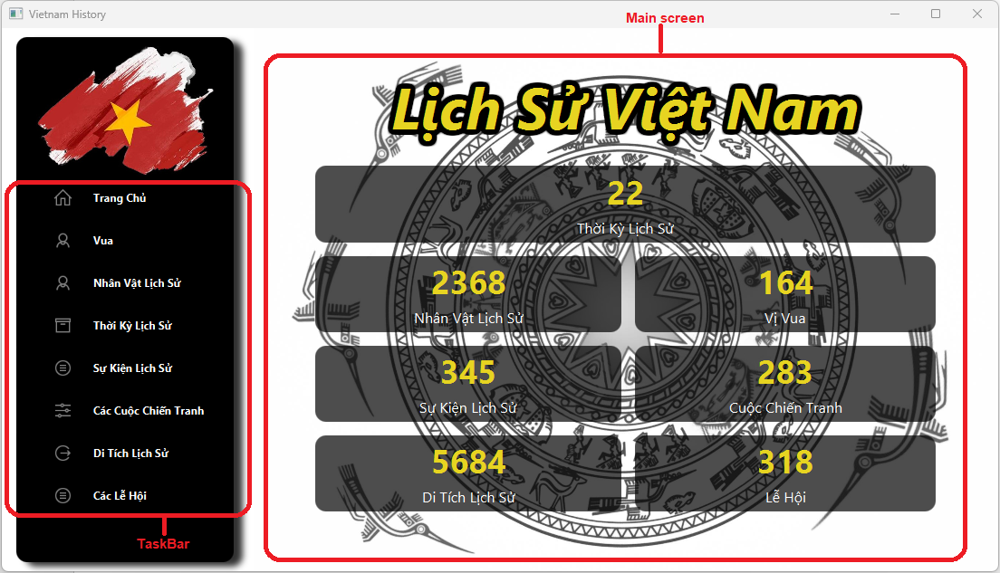 Vietnam History
Main screen
Lịch Sử Việt Nam
Trang Chủ
Vua
Nhân Vật Lịch Sử
Thời Kỳ Lịch Sử
Sự Kiện Lịch Sử
Các Cuộc Chiến Tranh
Di Tích Lịch Sử
Các Lễ Hội
TaskBar
22
Thời Kỳ Lịch Sử
2368
Nhân Vật Lịch Sử
164
Vị Vua
345
Sự Kiện Lịch Sử
283
Cuộc Chiến Tranh
5684
Di Tích Lịch Sử
318
Lễ Hội